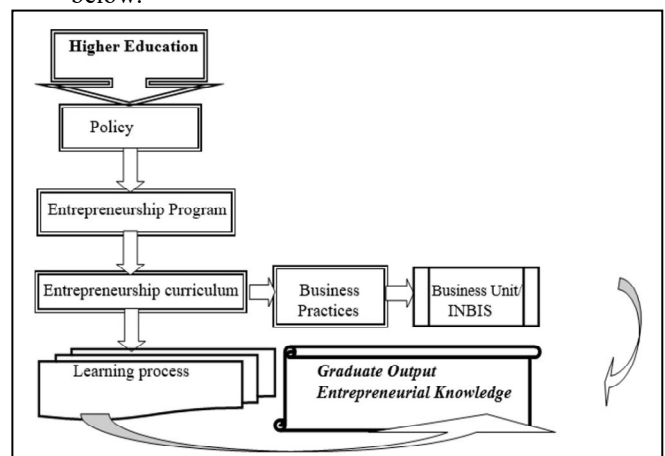 below.
Higher Education
Policy
Entrepreneurship Program
Entrepreneurship curriculum
Business
Practices
Business Unit/
INBIS
Learning process
Graduate Output
Entrepreneurial Knowledge